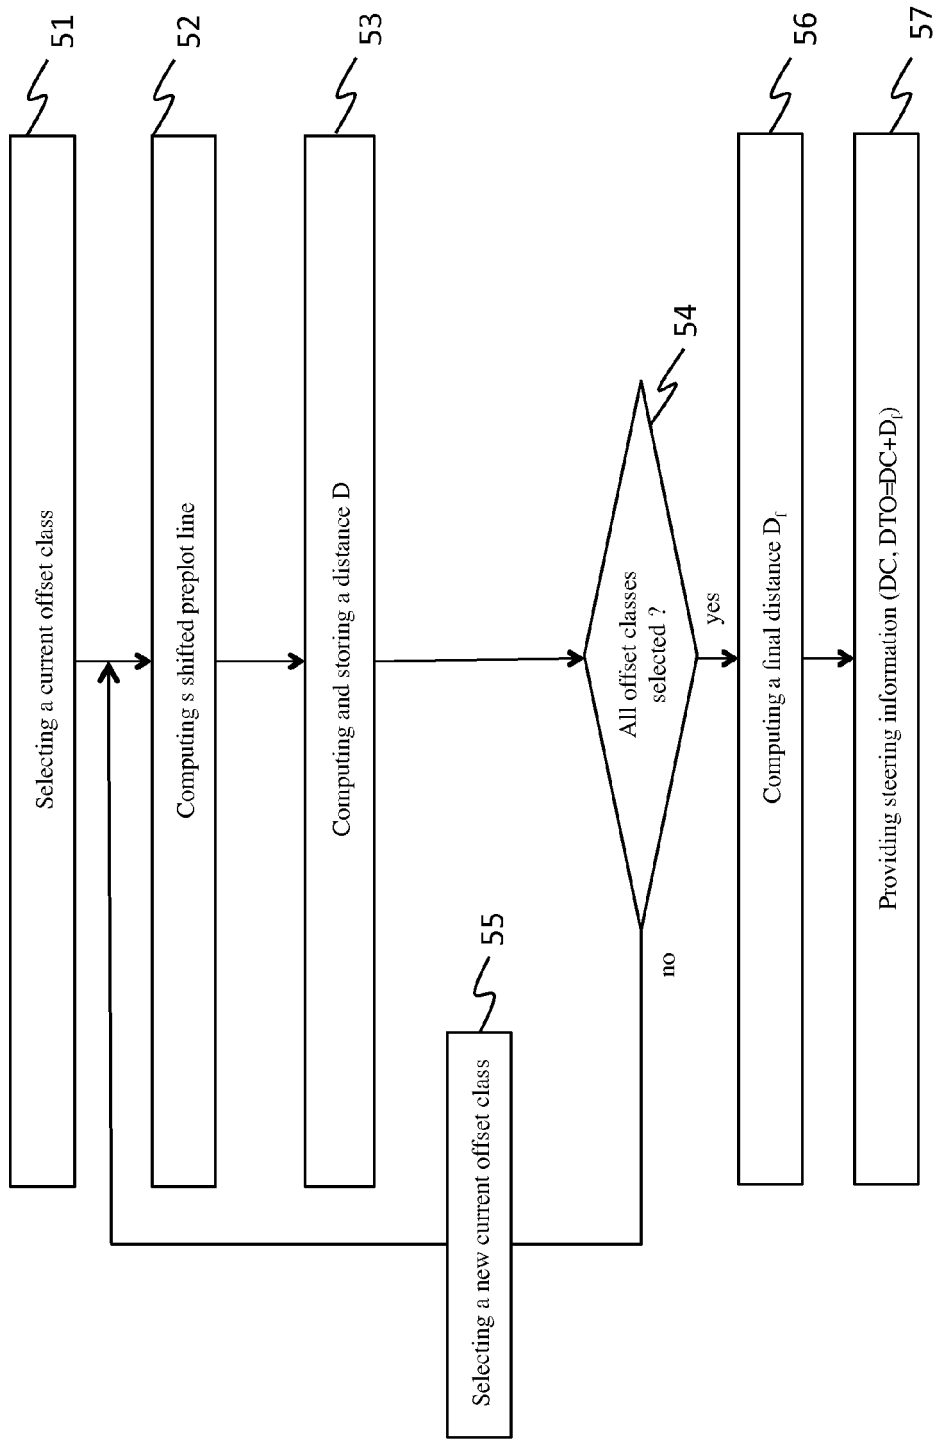 Selecting a current offset class
51
Computing s shifted preplot line
52
Computing and storing a distance D
53
All offset classes
selected ?
54
no
yes
Selecting a new current offset class
55
Computing a final distance Df
56
Providing steering information (DC, DTO=DC+Df)
57